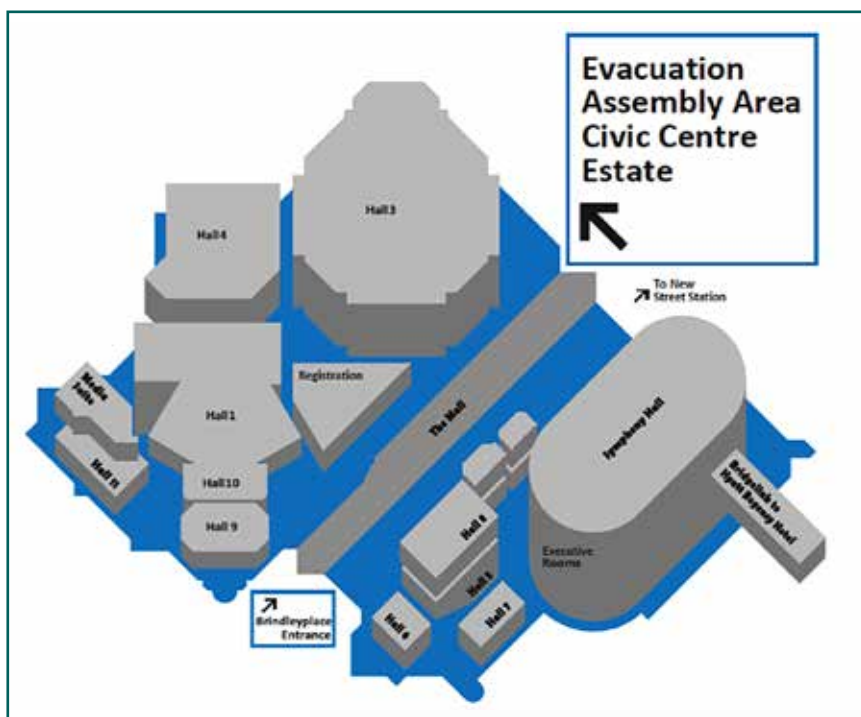 Evacuation
Assembly Area
Civic Centre
Estate
Hall 3
Hall 4
To New
Street Station
Registration
Media
Suite
Hall 1
The Mall
Symphony Hall
Hall 11
Hall 10
Hall 9
Hall 8
Bridgelink to
Hyatt Regency Hotel
Executive
Rooms
Hall 7
Hall 6
Brindleyplace
Entrance